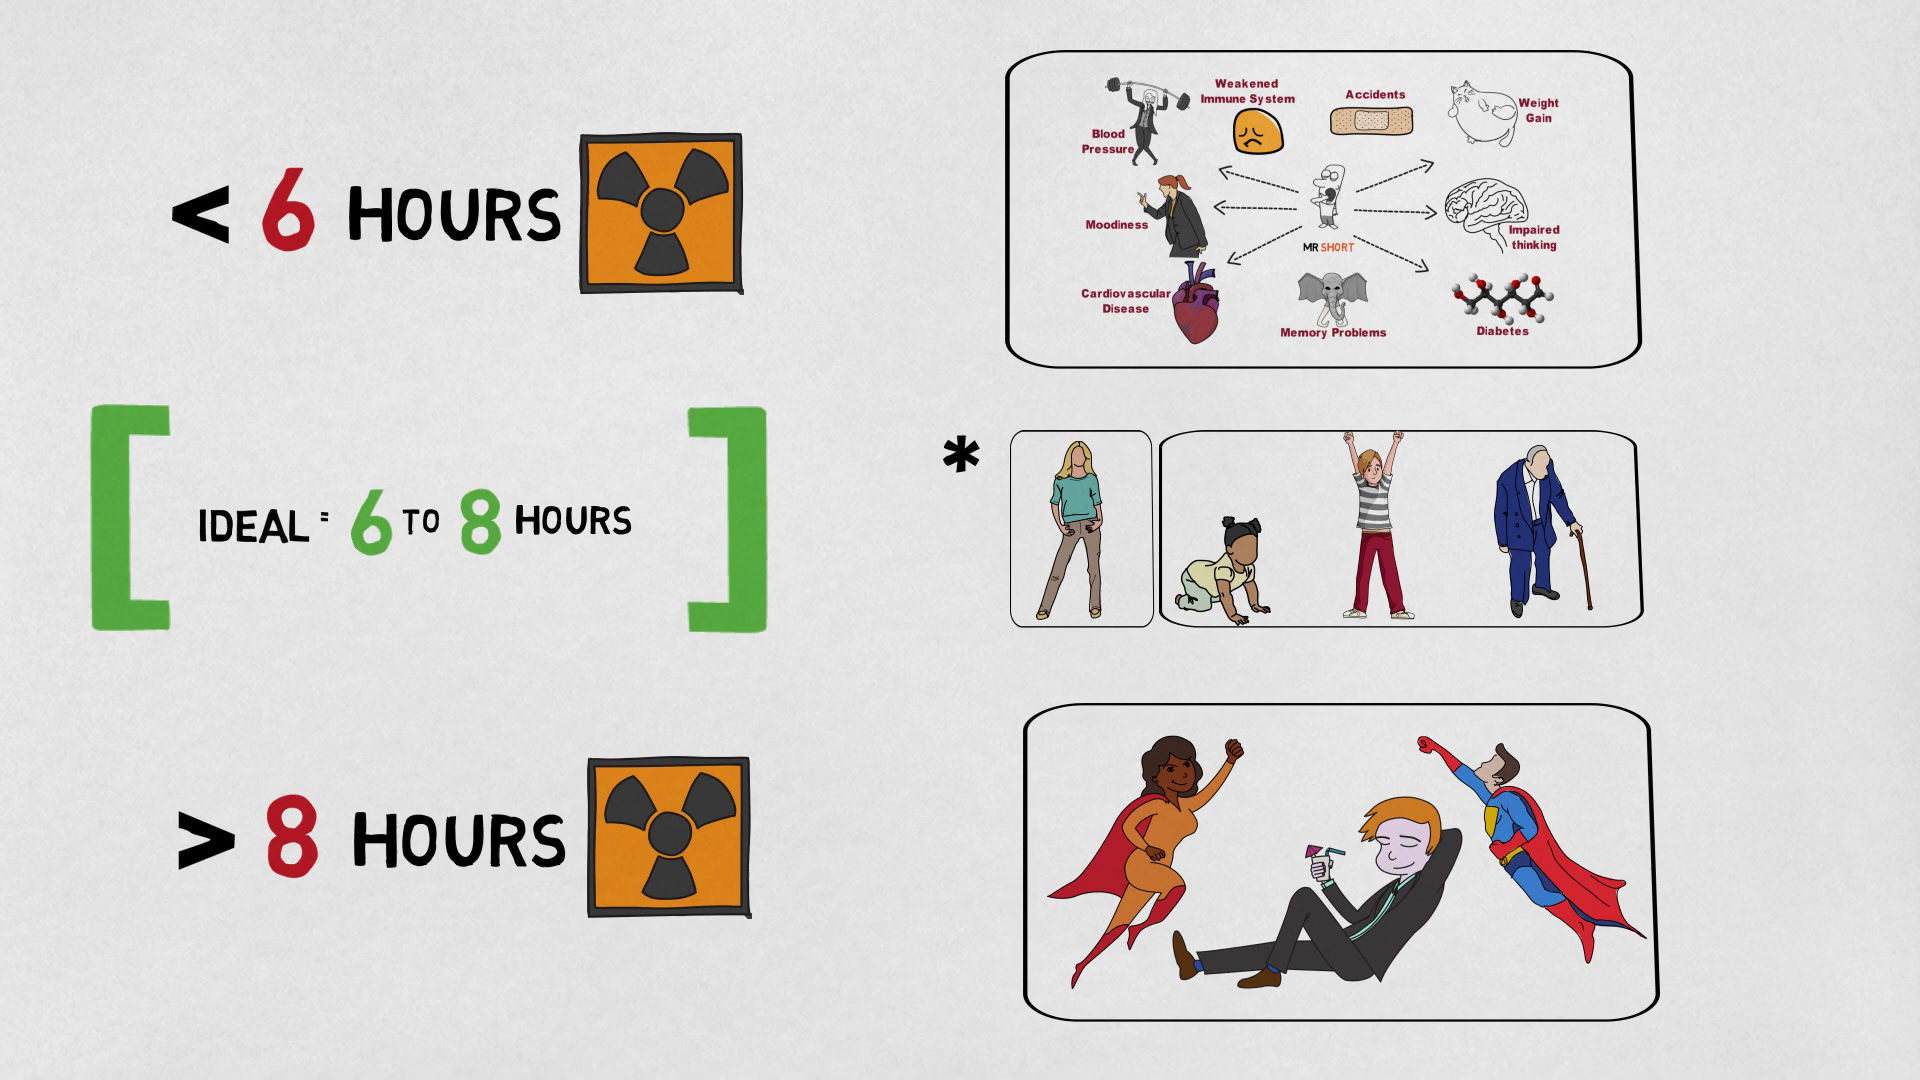 < 6 HOURS
Weakened
Immune System
Accidents
Weight
Gain
Blood
Pressure
Moodiness
Impaired
thinking
MR SHORT
Cardiovascular
Disease
Memory Problems
Diabetes
IDEAL = 6 TO 8 HOURS
*
> 8 HOURS